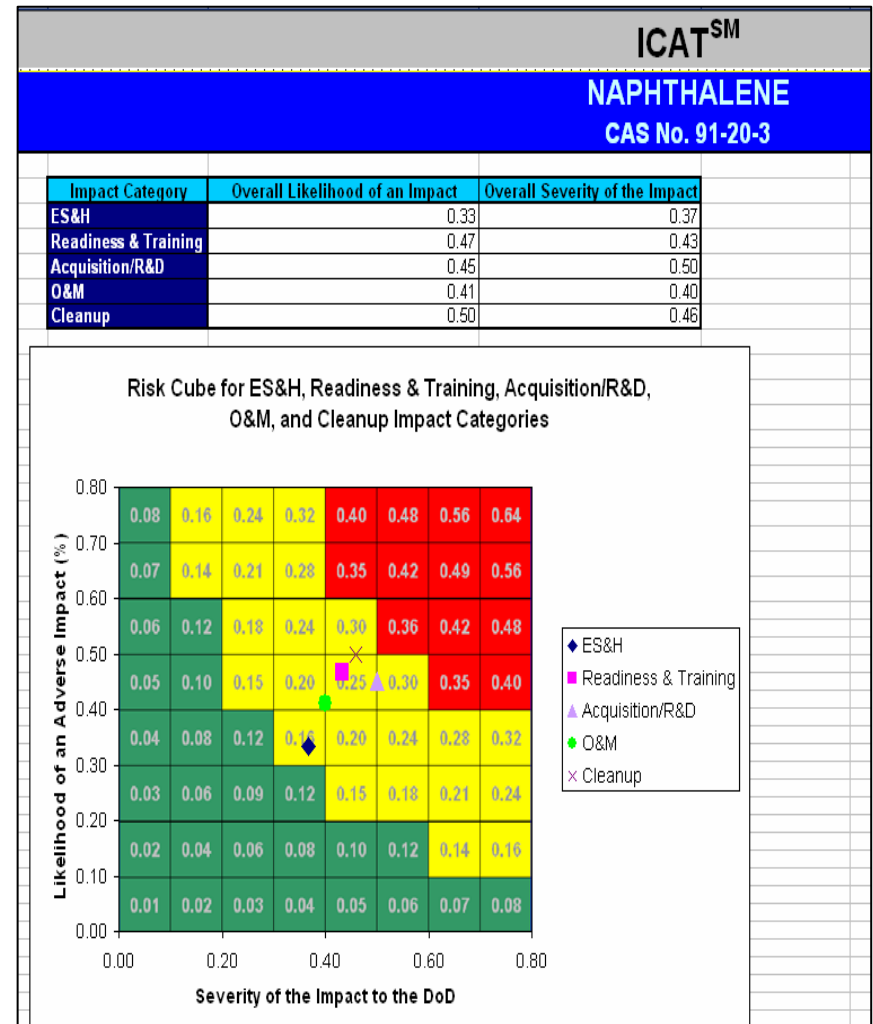 ICAT℠
NAPHTHALENE
CAS No. 91-20-3
Impact Category Overall Likelihood of an Impact Overall Severity of the Impact
ES&H 0.33 0.37
Readiness & Training 0.47 0.43
Acquisition/R&D 0.45 0.50
O&M 0.41 0.40
Cleanup 0.50 0.46
Risk Cube for ES&H, Readiness & Training, Acquisition/R&D,
O&M, and Cleanup Impact Categories
Likelihood of an Adverse Impact (%)
0.80
0.08 0.16 0.24 0.32 0.40 0.48 0.56 0.64
0.70
0.07 0.14 0.21 0.28 0.35 0.42 0.49 0.56
0.60
0.06 0.12 0.18 0.24 0.30 0.36 0.42 0.48
0.50
0.05 0.10 0.15 0.20 0.25 0.30 0.35 0.40
0.40
0.04 0.08 0.12 0.16 0.20 0.24 0.28 0.32
0.30
0.03 0.06 0.09 0.12 0.15 0.18 0.21 0.24
0.20
0.02 0.04 0.06 0.08 0.10 0.12 0.14 0.16
0.10
0.01 0.02 0.03 0.04 0.05 0.06 0.07 0.08
0.00
0.00 0.20 0.40 0.60 0.80
Severity of the Impact to the DoD
ES&H
Readiness & Training
Acquisition/R&D
O&M
Cleanup